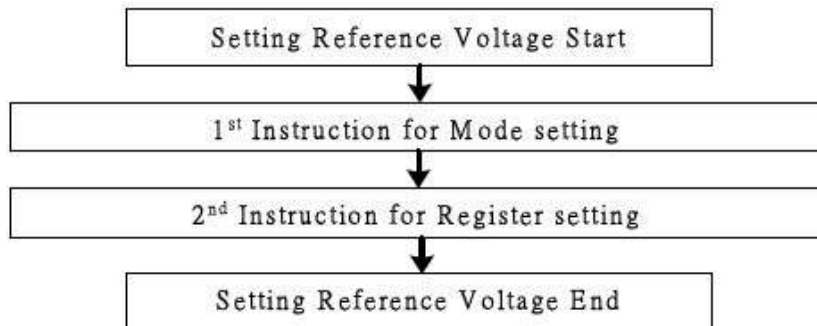 Setting Reference Voltage Start
1st Instruction for Mode setting
2nd Instruction for Register setting
Setting Reference Voltage End